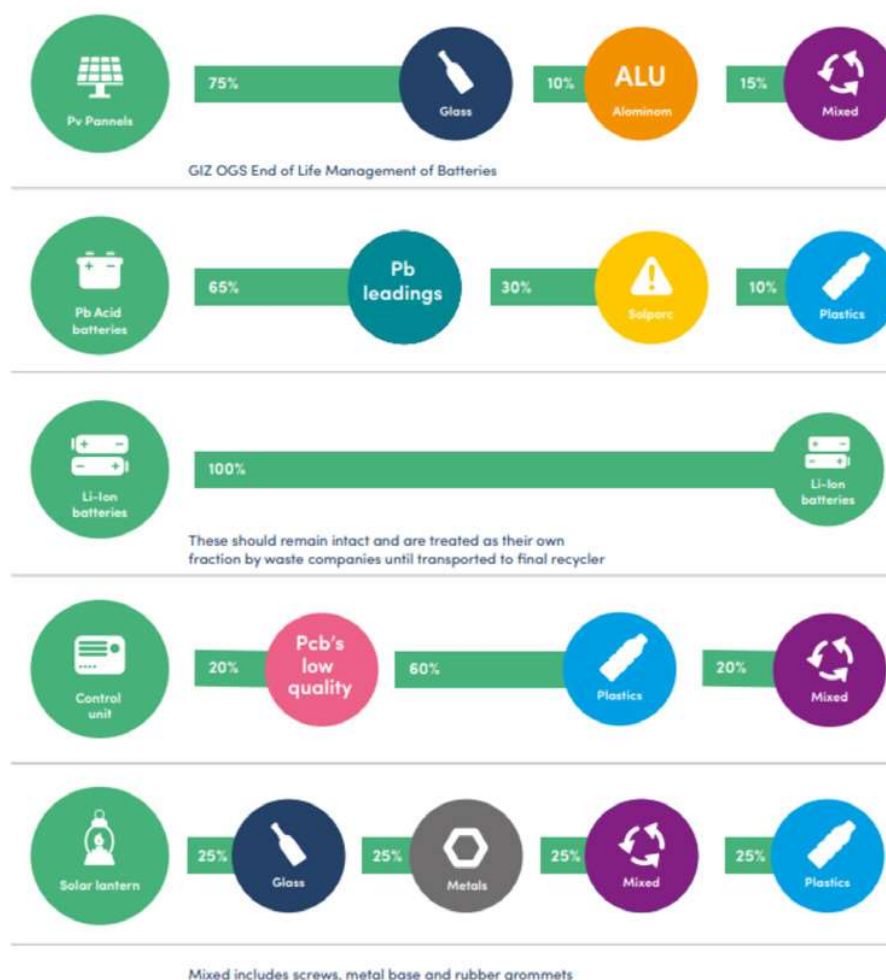 75%
10%
ALU
15%
Pv Pannels
Glass
Alominom
Mixed
GIZ OGS End of Life Management of Batteries
65%
Pb
leadings
30%
10%
Pb Acid
batteries
Solporc
Plastics
100%
Li-Ion
batteries
Li-Ion
batteries
These should remain intact and are treated as their own
fraction by waste companies until transported to final recycler
20%
Pcb's
low
quality
60%
20%
Control
unit
Plastics
Mixed
25%
25%
25%
25%
Solar lantern
Glass
Metals
Mixed
Plastics
Mixed includes screws, metal base and rubber grommets